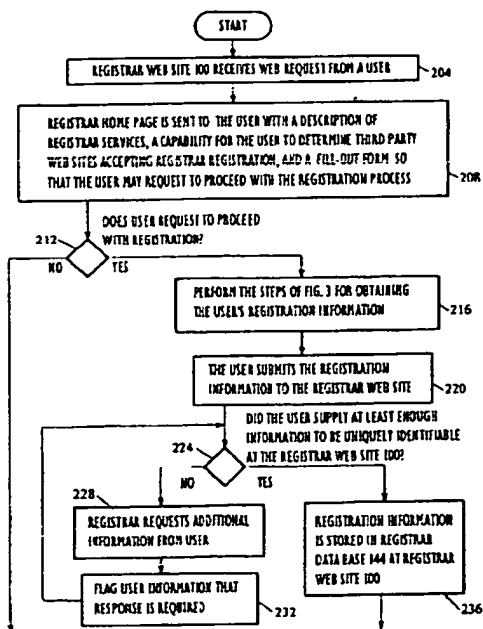 START
REGISTRAR WEB SITE 100 RECEIVES WEB REQUEST FROM A USER
204
REGISTRAR HOME PAGE IS SENT TO THE USER WITH A DESCRIPTION OF
REGISTRAR SERVICES, A CAPABILITY FOR THE USER TO DETERMINE THIRD PARTY
WEB SITES ACCEPTING REGISTRAR REGISTRATION, AND A FILL-OUT FORM SO
THAT THE USER MAY REQUEST TO PROCEED WITH THE REGISTRATION PROCESS
208
DOES USER REQUEST TO PROCEED
WITH REGISTRATION?
212
NO
YES
PERFORM THE STEPS OF FIG. 3 FOR OBTAINING
THE USER'S REGISTRATION INFORMATION
216
THE USER SUBMITS THE REGISTRATION
INFORMATION TO THE REGISTRAR WEB SITE
220
DID THE USER SUPPLY AT LEAST ENOUGH
INFORMATION TO BE UNIQUELY IDENTIFIABLE
AT THE REGISTRAR WEB SITE 100?
224
NO
YES
228
REGISTRAR REQUESTS ADDITIONAL
INFORMATION FROM USER
FLAG USER INFORMATION THAT
RESPONSE IS REQUIRED
232
REGISTRATION INFORMATION
IS STORED IN REGISTRAR
DATA BASE 144 AT REGISTRAR
WEB SITE 100
236